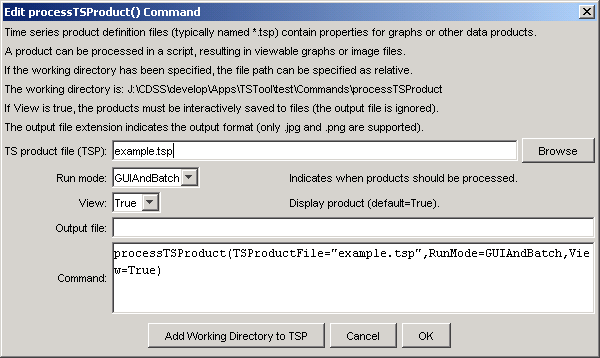 Edit processTSProduct() Command
Time series product definition files (typically named *.tsp) contain properties for graphs or other data products.
A product can be processed in a script, resulting in viewable graphs or image files.
If the working directory has been specified, the file path can be specified as relative.
The working directory is: J:\CDSS\develop\Apps\TSTool\test\Commands\processTSProduct
If View is true, the products must be interactively saved to files (the output file is ignored).
The output file extension indicates the output format (only .jpg and .png are supported).
TS product file (TSP): example.tsp Browse
Run mode: GUIAndBatch Indicates when products should be processed.
View: True Display product (default=True).
Output file:
Command: processTSProduct(TSProductFile="example.tsp",RunMode=GUIAndBatch,Vie
w=True)
Add Working Directory to TSP Cancel OK